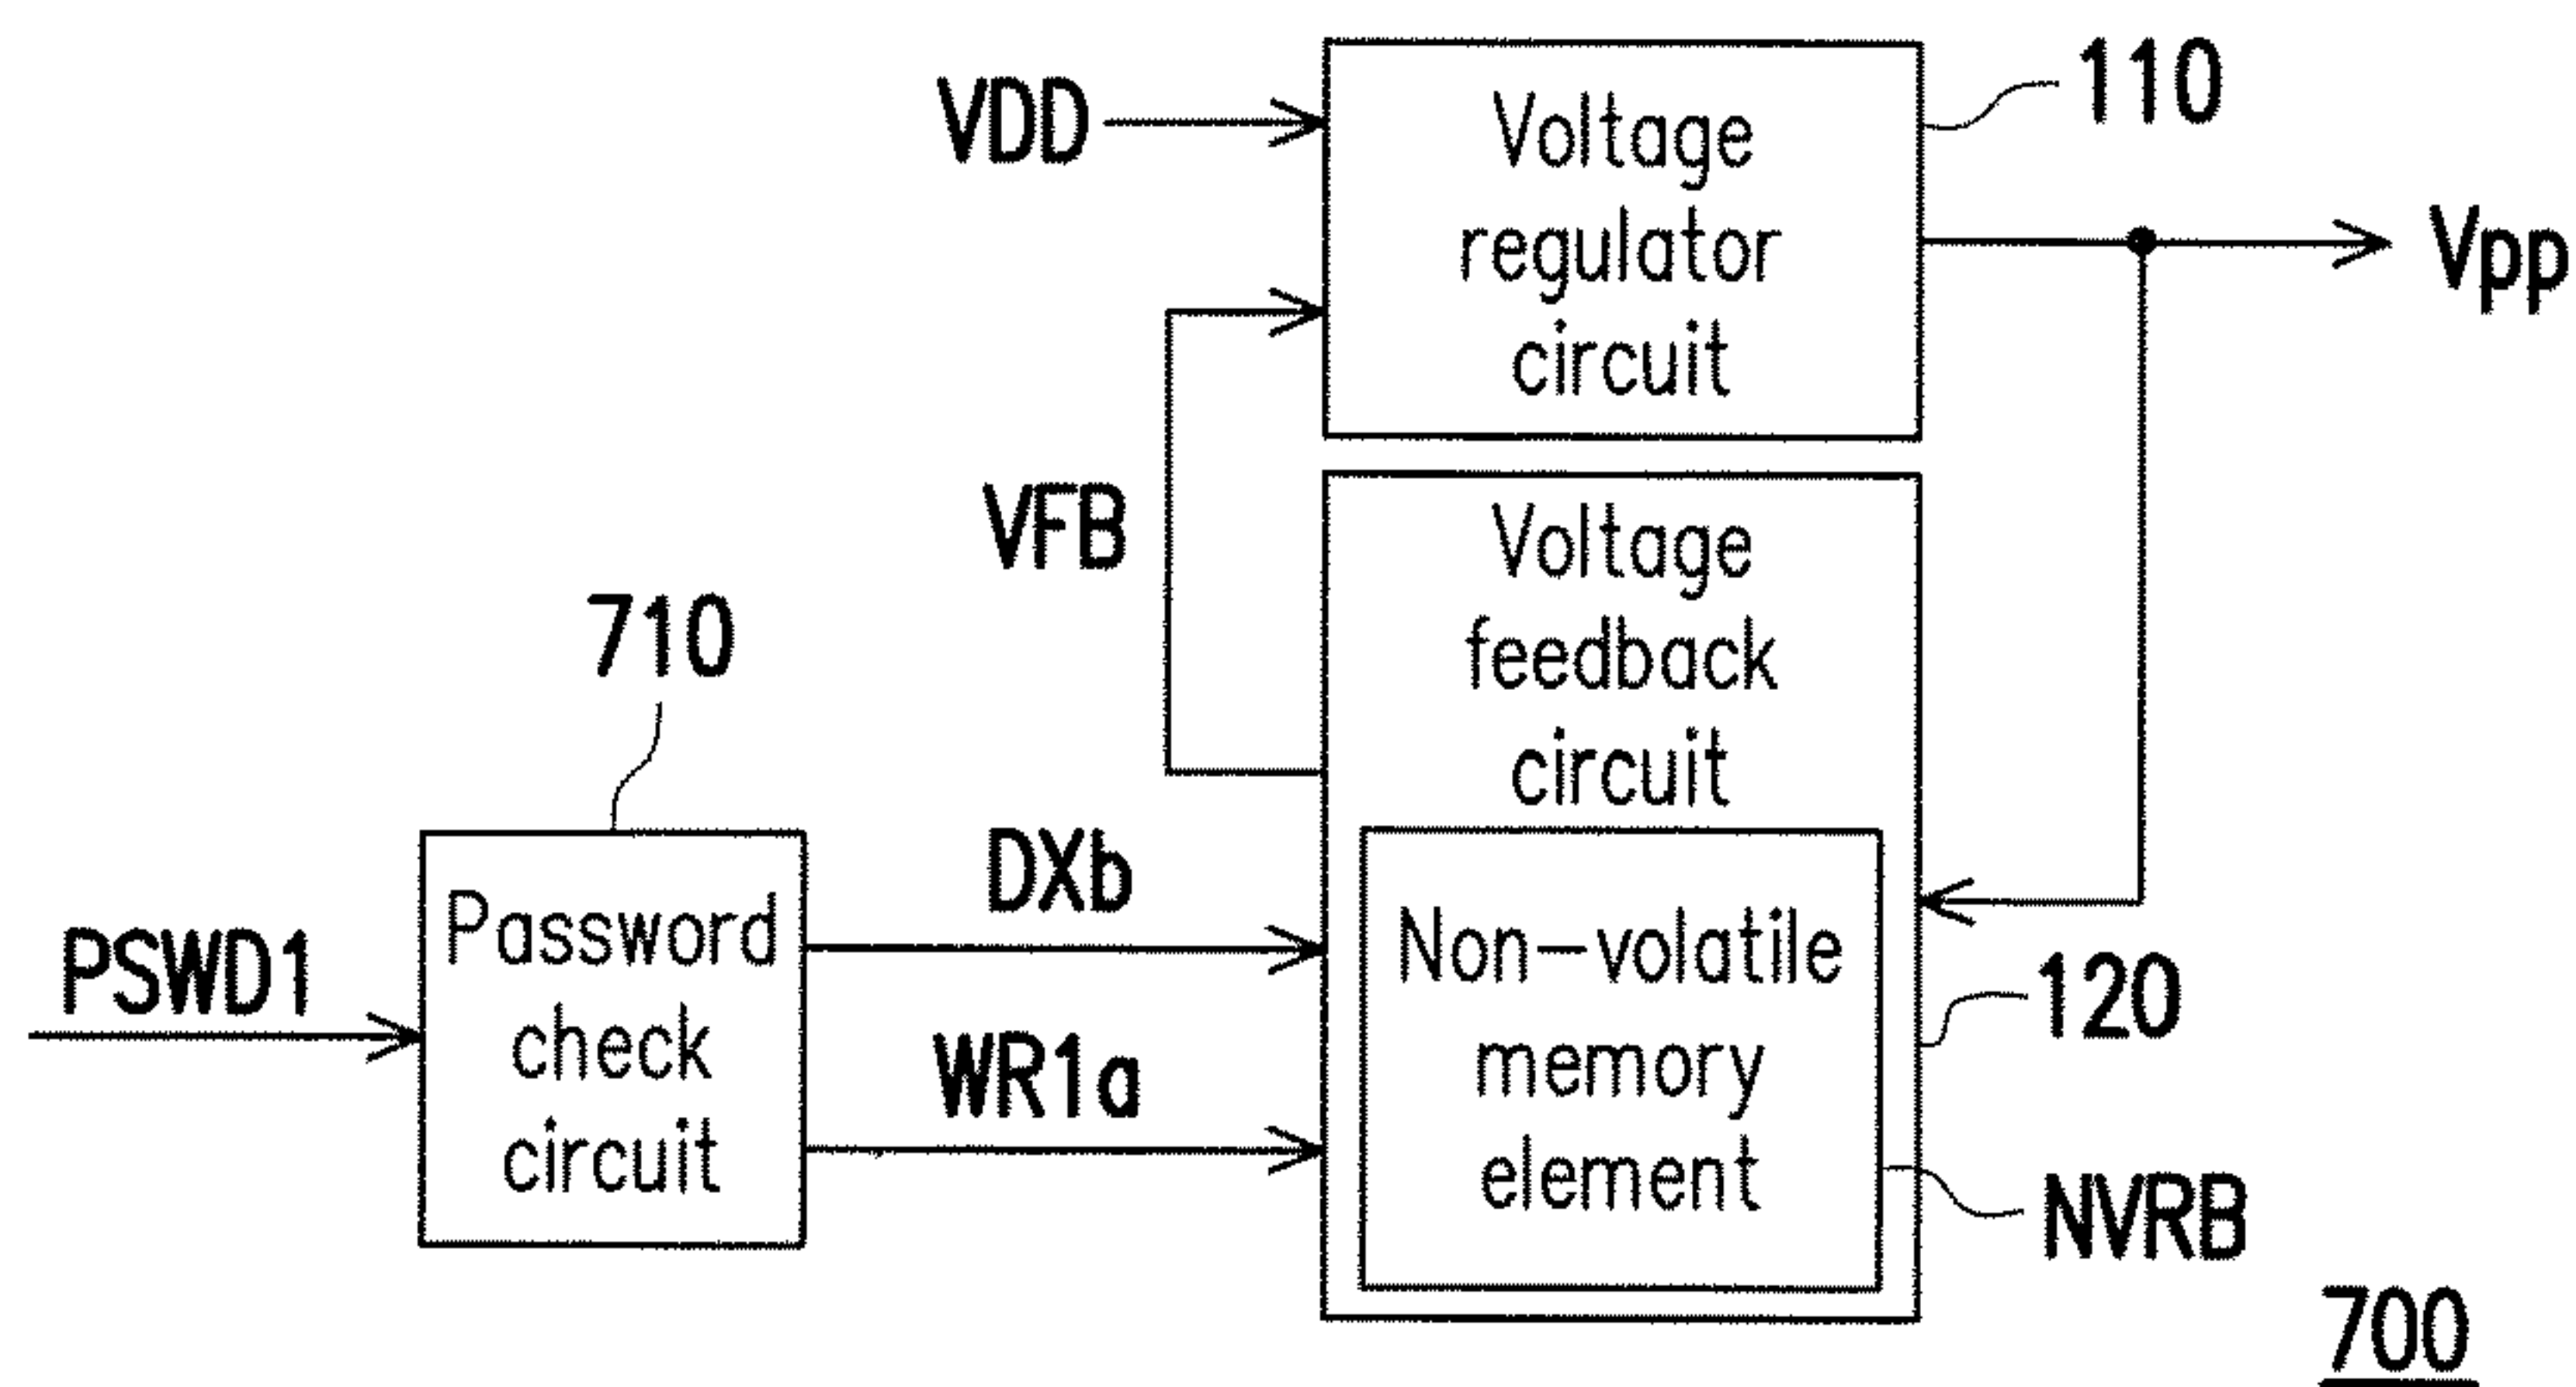 VDD
Voltage
regulator
circuit
110
Vpp
VFB
Voltage
feedback
circuit
710
Password
check
circuit
PSWD1
DXb
WR1a
Non-volatile
memory
element
120
NVRB
700